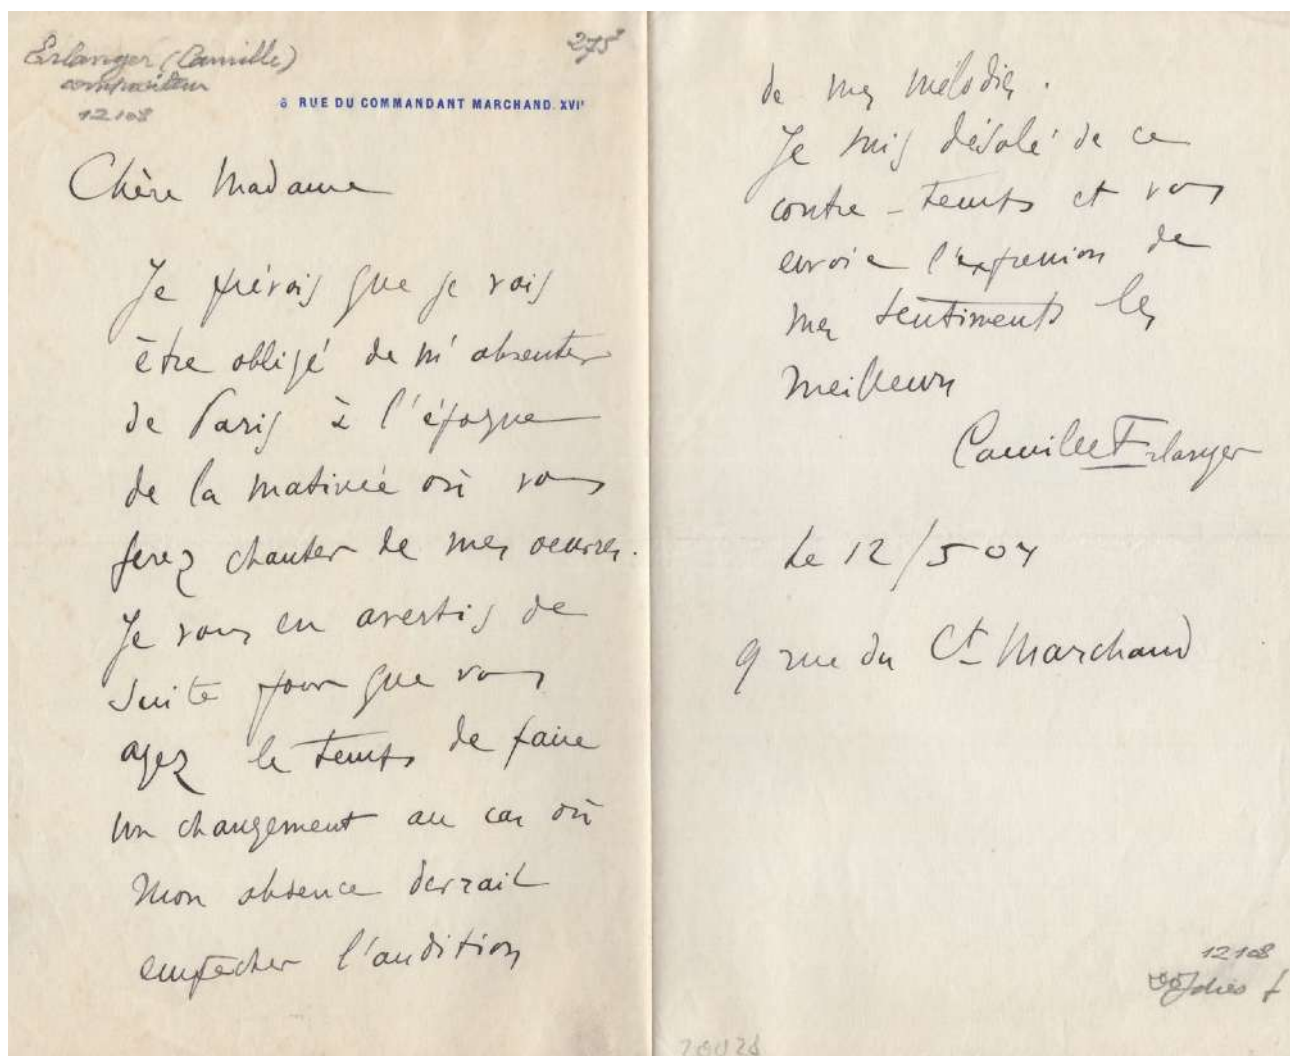 Erlanger (Camille)
compositeur
12108
275
RUE DU COMMANDANT MARCHAND. XVIe
Chère Madame
Je prévois que je vais
être obligé de m'absenter
de Paris à l'époque
de la matinée où vous
ferez chanter de mes oeuvres.
Je vous en avertis de
suite pour que vous
ayez le temps de faire
un changement au cas où
mon absence devrait
empêcher l'audition
de mes mélodies.
Je suis désolé de ce
contre-temps et vous
envoie l'expression de
mes sentiments les
meilleurs
Camille Erlanger
le 12/5 04
9 rue du Ct Marchand
12108